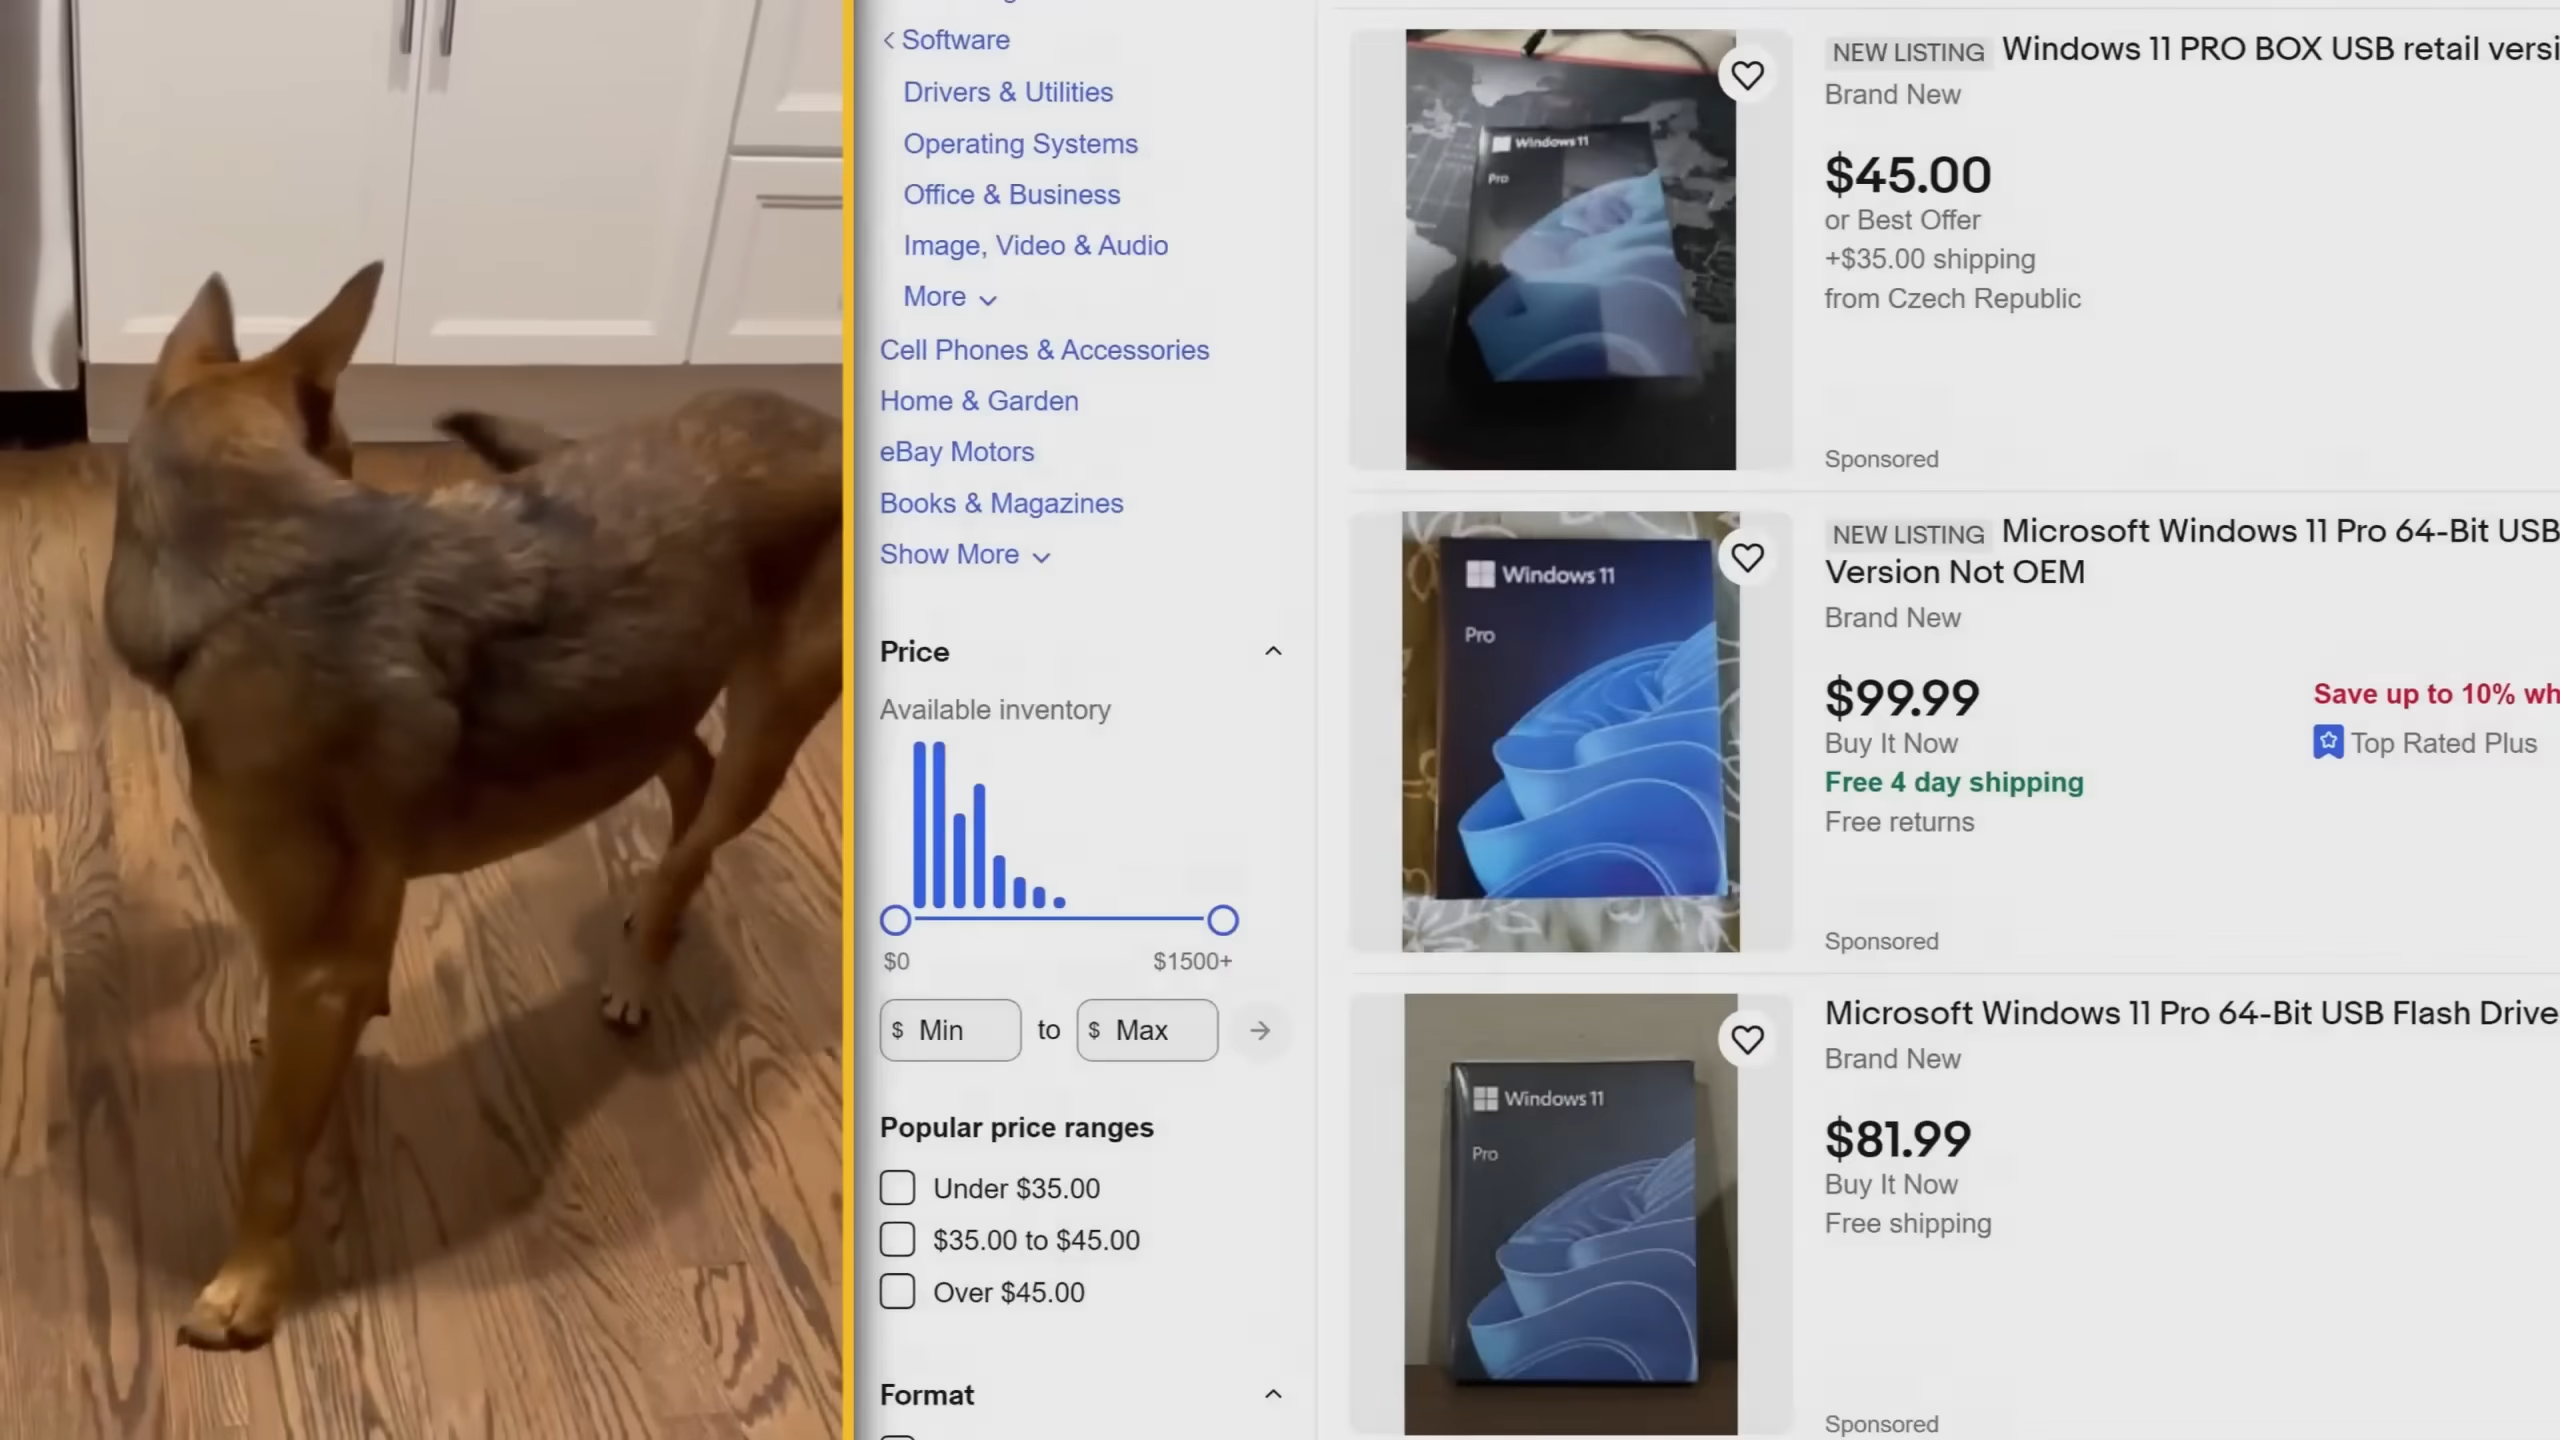 < Software
Drivers & Utilities
Operating Systems
Office & Business
Image, Video & Audio
More
Cell Phones & Accessories
Home & Garden
eBay Motors
Books & Magazines
Show More
Price
Available inventory
$0
$1500+
$ Min to $ Max
Popular price ranges
Under $35.00
$35.00 to $45.00
Over $45.00
Format
Windows 11
Pro
NEW LISTING Windows 11 PRO BOX USB retail versi
Brand New
$45.00
or Best Offer
+$35.00 shipping
from Czech Republic
Sponsored
Windows 11
Pro
NEW LISTING Microsoft Windows 11 Pro 64-Bit USB
Version Not OEM
Brand New
$99.99
Buy It Now
Free 4 day shipping
Free returns
Save up to 10% wh
Top Rated Plus
Sponsored
Windows 11
Pro
Microsoft Windows 11 Pro 64-Bit USB Flash Drive
Brand New
$81.99
Buy It Now
Free shipping
Sponsored